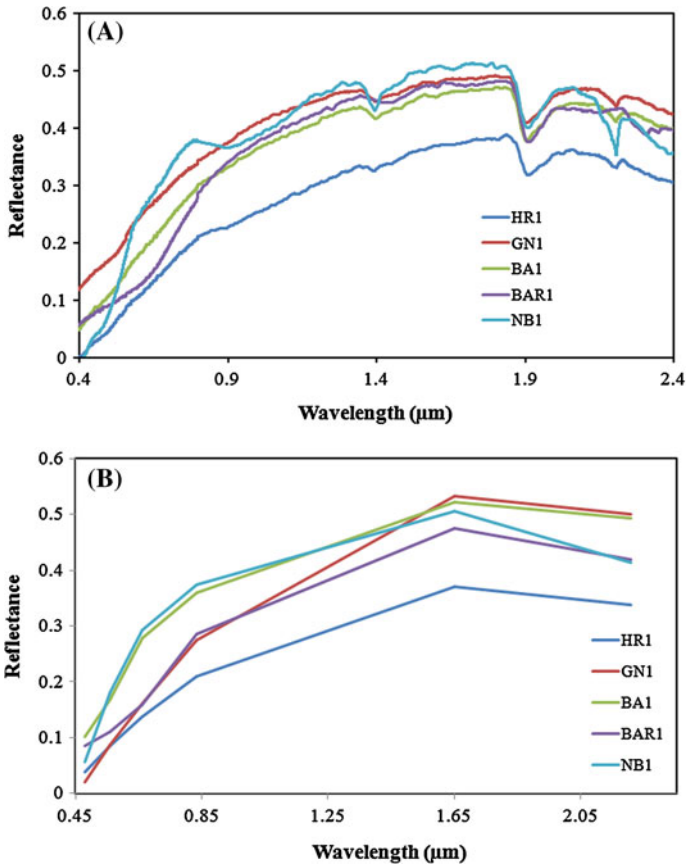 (A)
0.6
0.5
0.4
0.3
0.2
0.1
0
Reflectance
HR1
GN1
BA1
BAR1
NB1
0.4 0.9 1.4 1.9 2.4
Wavelength (µm)
(B)
0.6
0.5
0.4
0.3
0.2
0.1
0
Reflectance
HR1
GN1
BA1
BAR1
NB1
0.45 0.85 1.25 1.65 2.05
Wavelength (µm)